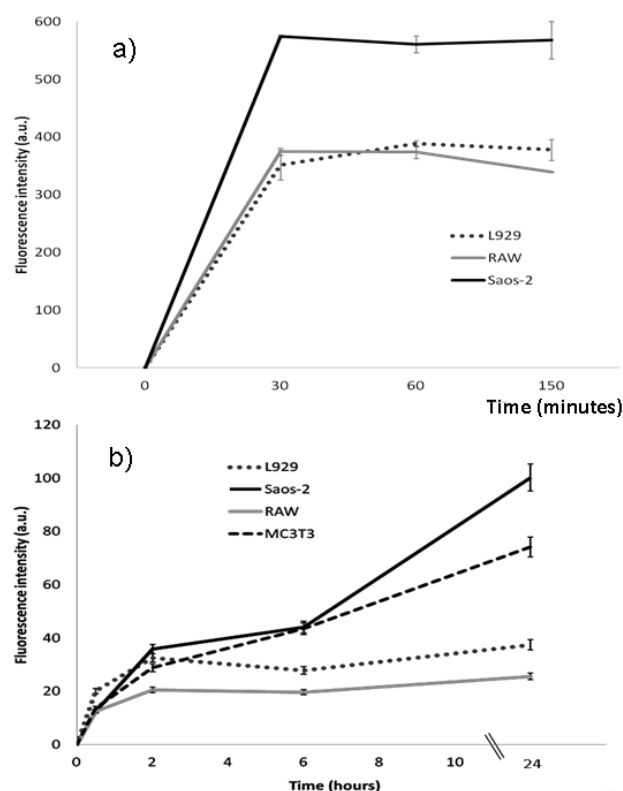 600
a)
500
400
300
200
100
0
Fluorescence intensity (a.u.)
L929
RAW
Saos-2
0 30 60 150
Time (minutes)
120
b)
100
80
60
40
20
0
Fluorescence intensity (a.u.)
L929
Saos-2
RAW
MC3T3
0 2 4 6 8 10 24
Time (hours)